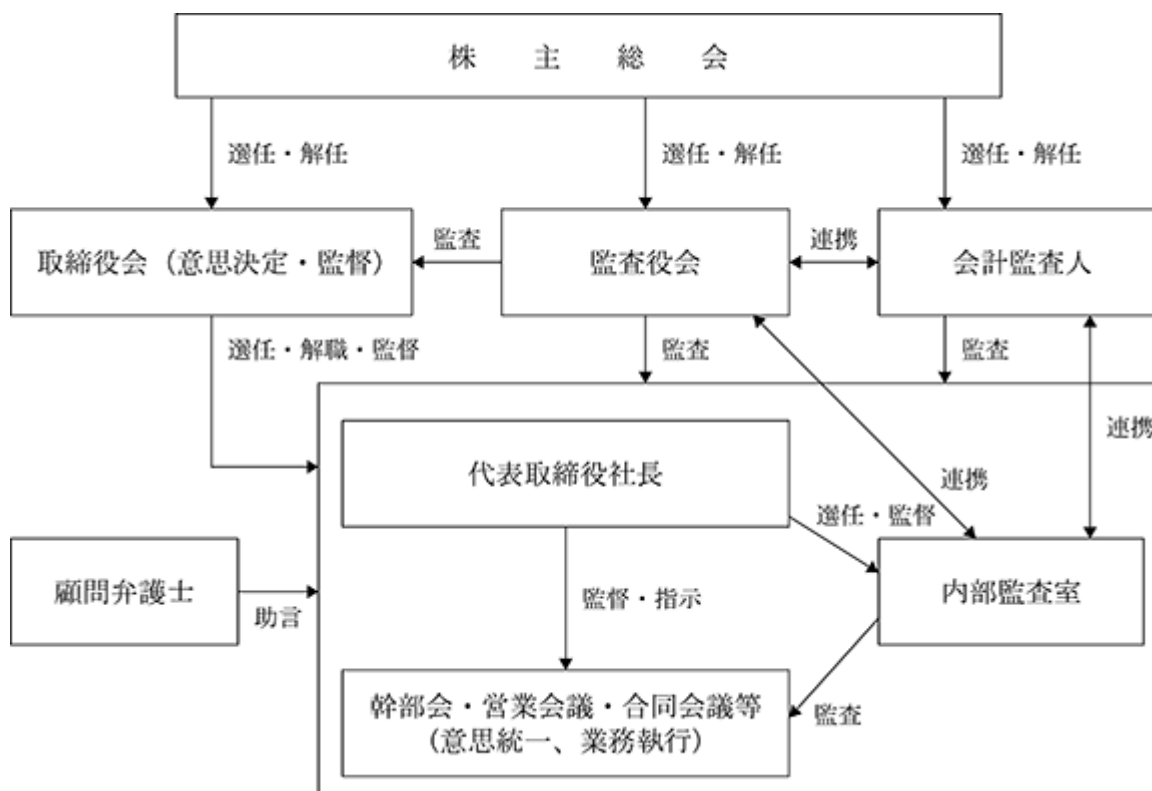 株主総会
選任・解任
選任・解任
選任・解任
取締役会（意思決定・監督）
監査
監査役会
連携
会計監査人
選任・解職・監督
監査
監査
連携
代表取締役社長
連携
選任・監督
顧問弁護士
助言
監督・指示
内部監査室
幹部会・営業会議・合同会議等
（意思統一、業務執行）
監査